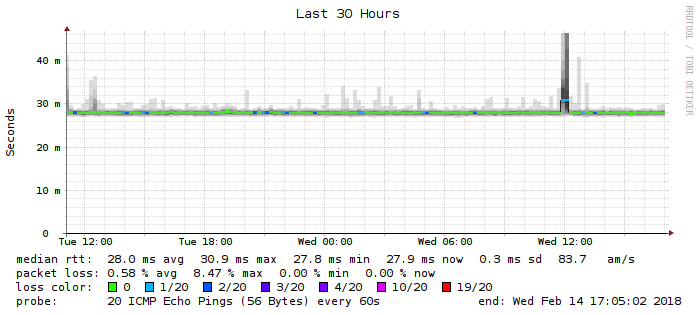 Last 30 Hours
RRDTOOL / TOBI OETIKER
Seconds
40 m
30 m
20 m
10 m
0
Tue 12:00 Tue 18:00 Wed 00:00 Wed 06:00 Wed 12:00
median rtt: 28.0 ms avg 30.9 ms max 27.8 ms min 27.9 ms now 0.3 ms sd 83.7 am/s
packet loss: 0.58 % avg 8.47 % max 0.00 % min 0.00 % now
loss color: 0 1/20 2/20 3/20 4/20 10/20 19/20
probe: 20 ICMP Echo Pings (56 Bytes) every 60s end: Wed Feb 14 17:05:02 2018